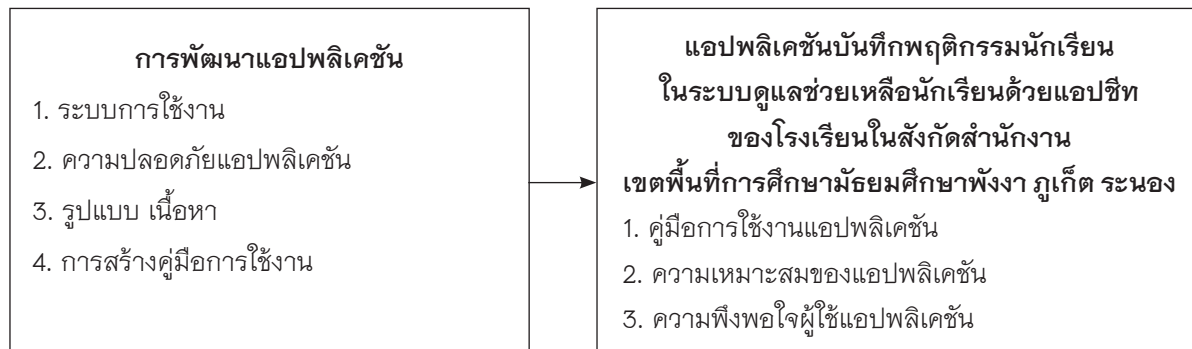 การพัฒนาแอปพลิเคชัน
1. ระบบการใช้งาน
2. ความปลอดภัยแอปพลิเคชัน
3. รูปแบบ เนื้อหา
4. การสร้างคู่มือการใช้งาน
แอปพลิเคชันบันทึกพฤติกรรมนักเรียน
ในระบบดูแลช่วยเหลือนักเรียนด้วยแอปชีท
ของโรงเรียนในสังกัดสำนักงาน
เขตพื้นที่การศึกษามัธยมศึกษาพังงา ภูเก็ต ระนอง
1. คู่มือการใช้งานแอปพลิเคชัน
2. ความเหมาะสมของแอปพลิเคชัน
3. ความพึงพอใจผู้ใช้แอปพลิเคชัน